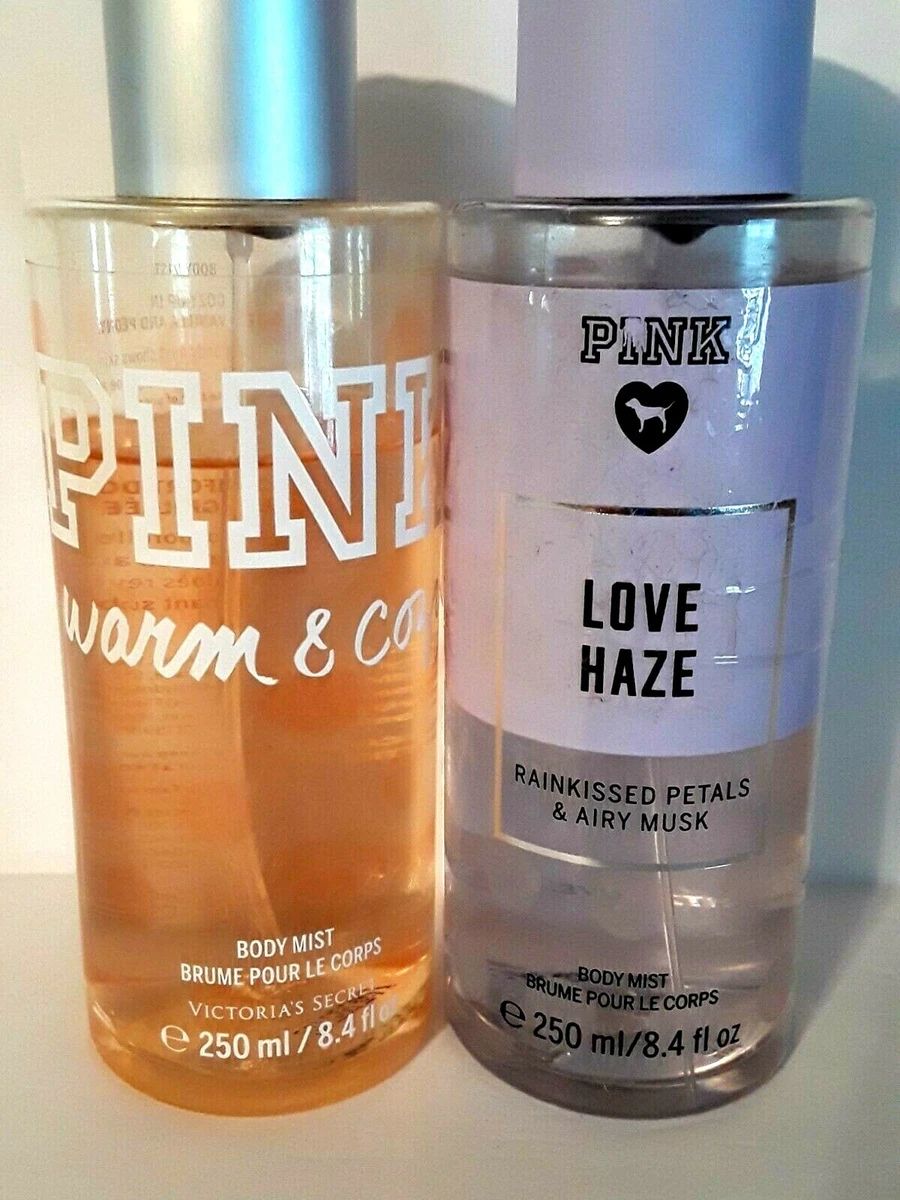 PINK
warm & co
BODY MIST
BRUME POUR LE CORPS
VICTORIA'S SECRET
e 250 ml / 8.4 fl oz
PINK
LOVE
HAZE
RAINKISSED PETALS
& AIRY MUSK
BODY MIST
BRUME POUR LE CORPS
e 250 ml/8.4 fl oz